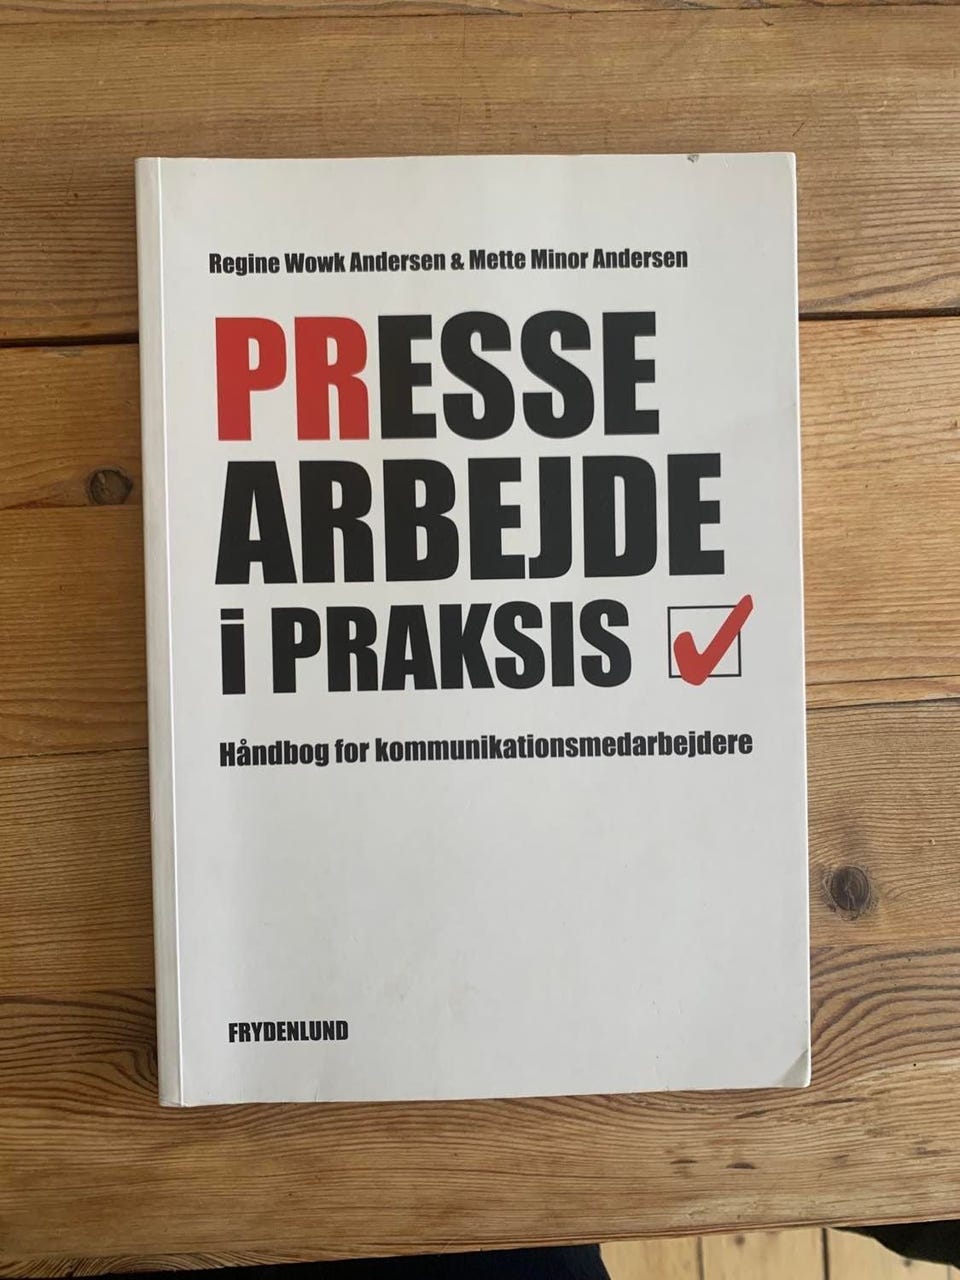 Regine Wowk Andersen & Mette Minor Andersen
PRESSE
ARBEJDE
i PRAKSIS
Håndbog for kommunikationsmedarbejdere
FRYDENLUND